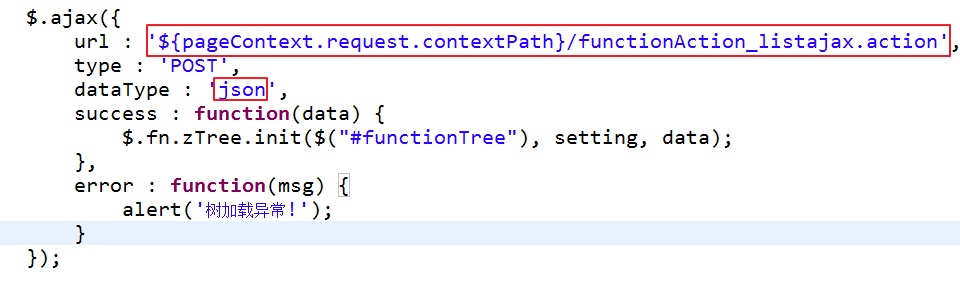 $.ajax({
url : '${pageContext.request.contextPath}/functionAction_listajax.action',
type : 'POST',
dataType : 'json',
success : function(data) {
$.fn.zTree.init($("#functionTree"), setting, data);
},
error : function(msg) {
alert('树加载异常!');
}
});